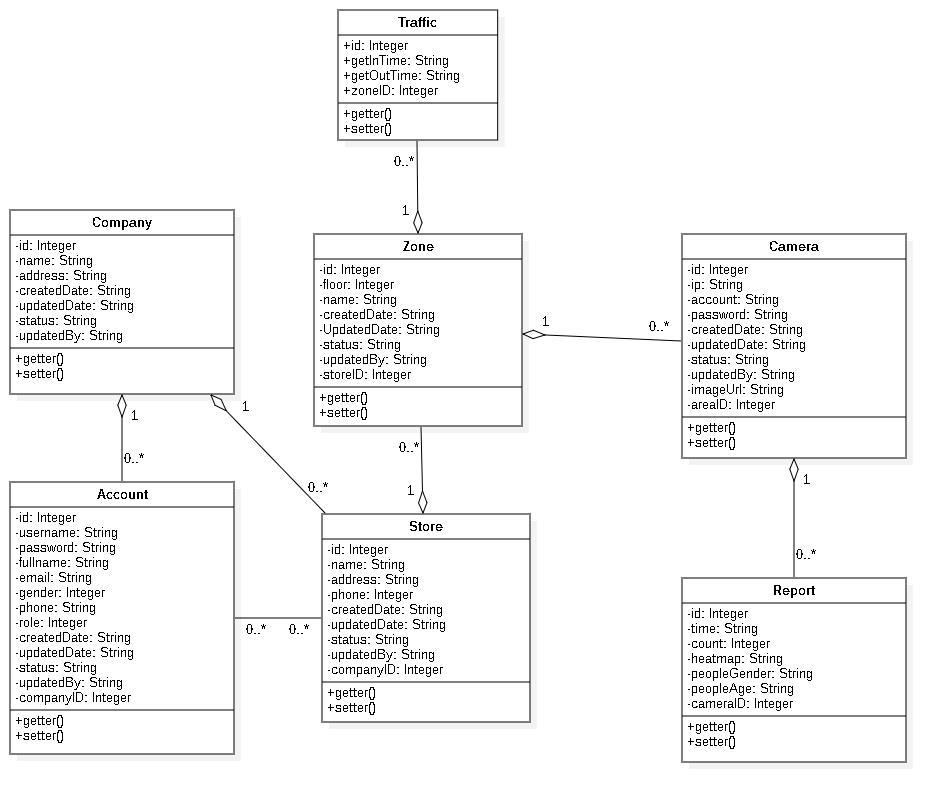 Traffic
+id: Integer
+getInTime: String
+getOutTime: String
+zoneID: Integer
+getter()
+setter()
0..*
1
Company
-id: Integer
-name: String
-address: String
-createdDate: String
-updatedDate: String
-status: String
-updatedBy: String
+getter()
+setter()
1
0..*
1
0..*
Zone
-id: Integer
-floor: Integer
-name: String
-createdDate: String
-UpdatedDate: String
-status: String
-updatedBy: String
-storeID: Integer
+getter()
+setter()
1
0..*
0..*
1
Camera
-id: Integer
-ip: String
-account: String
-password: String
-createdDate: String
-updatedDate: String
-status: String
-updatedBy: String
-imageUrl: String
-areaID: Integer
+getter()
+setter()
1
0..*
Account
-id: Integer
-username: String
-password: String
-fullname: String
-email: String
-gender: Integer
-phone: String
-role: Integer
-createdDate: String
-updatedDate: String
-status: String
-updatedBy: String
-companyID: Integer
+getter()
+setter()
0..*
0..*
Store
-id: Integer
-name: String
-address: String
-phone: Integer
-createdDate: String
-updatedDate: String
-status: String
-updatedBy: String
-companyID: Integer
+getter()
+setter()
Report
-id: Integer
-time: String
-count: Integer
-heatmap: String
-peopleGender: String
-peopleAge: String
-cameraID: Integer
+getter()
+setter()